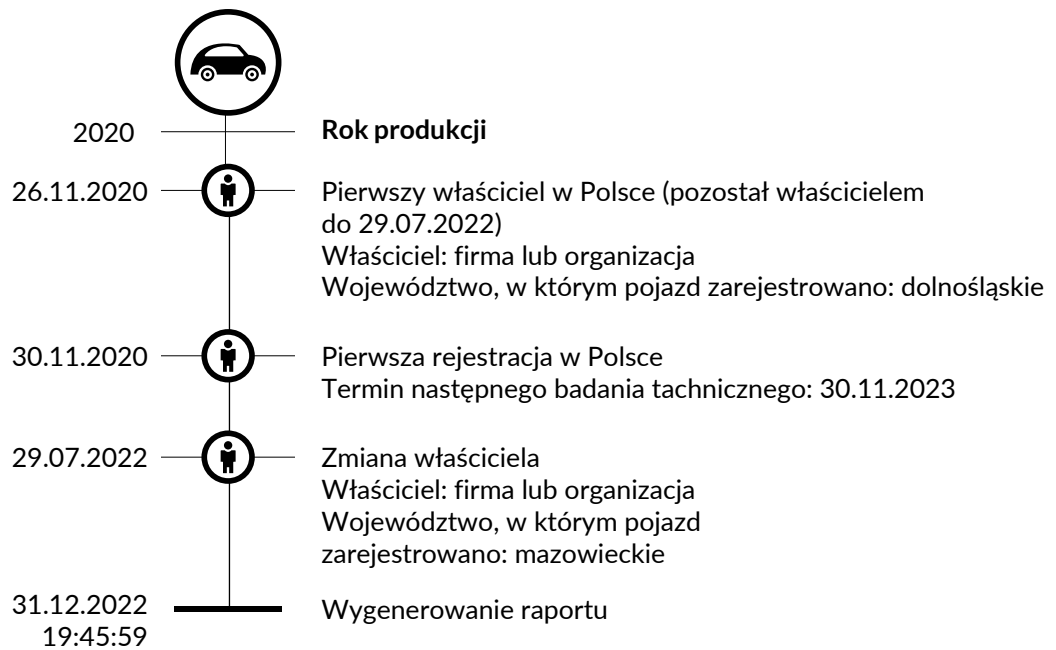 2020
Rok produkcji
26.11.2020
Pierwszy właściciel w Polsce (pozostał właścicielem
do 29.07.2022)
Właściciel: firma lub organizacja
Województwo, w którym pojazd zarejestrowano: dolnośląskie
30.11.2020
Pierwsza rejestracja w Polsce
Termin następnego badania tachnicznego: 30.11.2023
29.07.2022
Zmiana właściciela
Właściciel: firma lub organizacja
Województwo, w którym pojazd
zarejestrowano: mazowieckie
31.12.2022
19:45:59
Wygenerowanie raportu